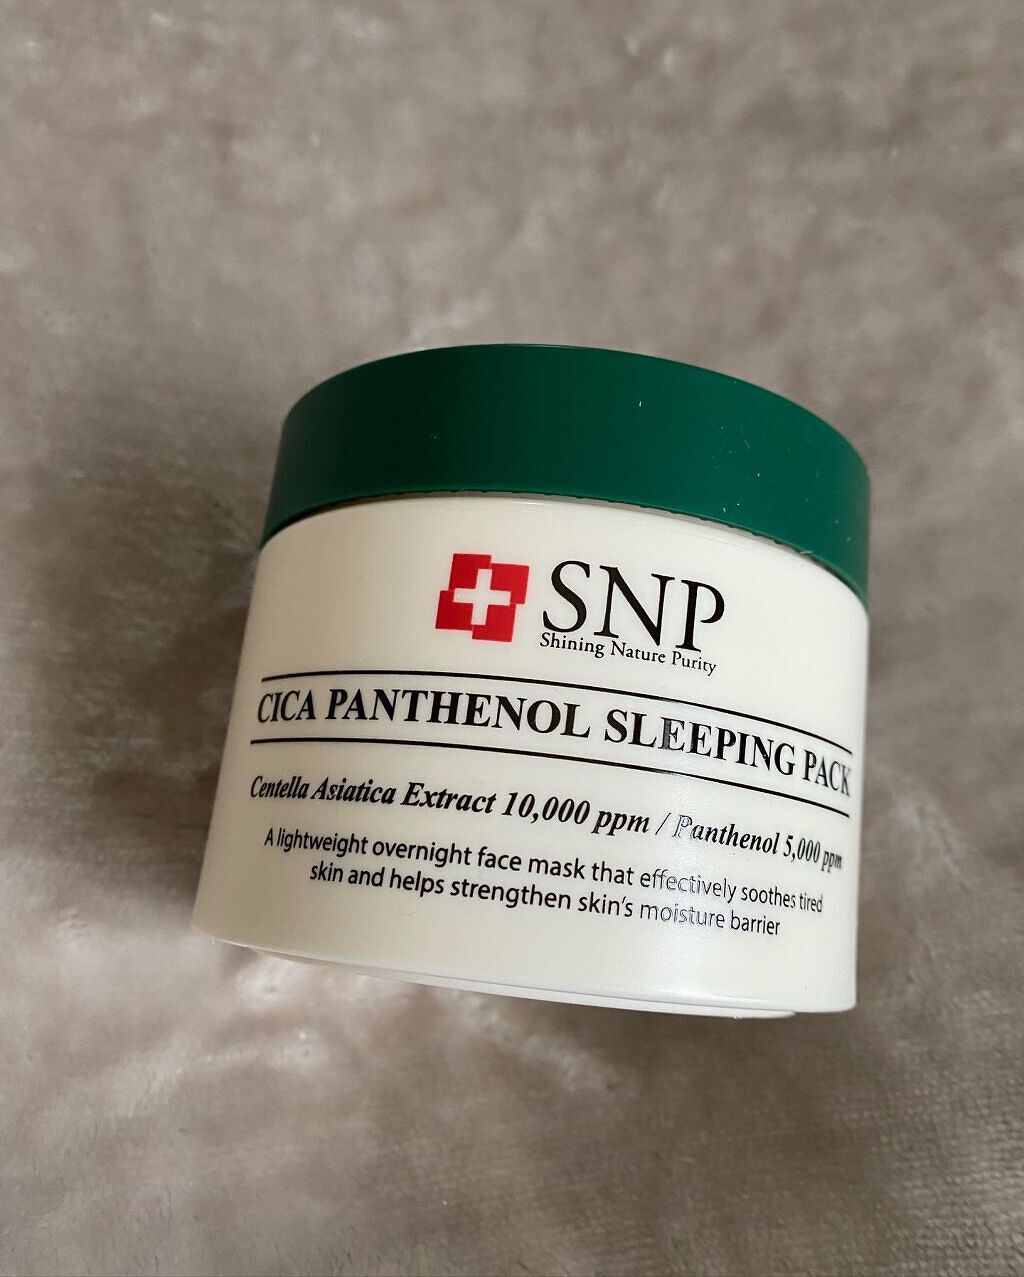 SNP
Shining Nature Purity
CICA PANTHENOL SLEEPING PACK
Centella Asiatica Extract 10,000 ppm / Panthenol 5,000 ppm
A lightweight overnight face mask that effectively soothes tired
skin and helps strengthen skin's moisture barrier